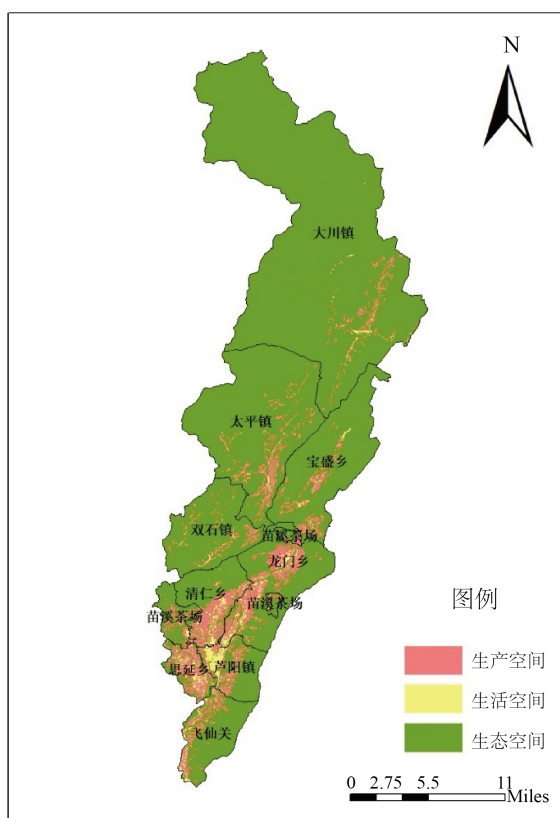 N
大川镇
太平镇
宝盛乡
双石镇
苗溪茶场
龙门乡
清仁乡
苗溪茶场
苗溪茶场
思延乡
芦阳镇
飞仙关
图例
生产空间
生活空间
生态空间
0 2.75 5.5 11
Miles